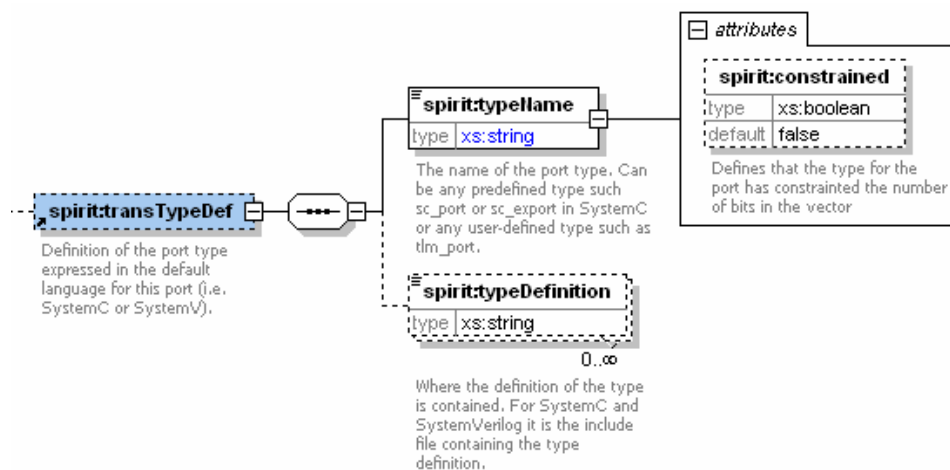 attributes
spirit:constrained
type xs:boolean
default false
Defines that the type for the
port has constrainted the number
of bits in the vector
spirit:typeName
type xs:string
The name of the port type. Can
be any predefined type such
sc_port or sc_export in SystemC
or any user-defined type such as
tlm_port.
spirit:transTypeDef
Definition of the port type
expressed in the default
language for this port (i.e.
SystemC or SystemV).
spirit:typeDefinition
type xs:string
0..∞
Where the definition of the type
is contained. For SystemC and
SystemVerilog it is the include
file containing the type
definition.